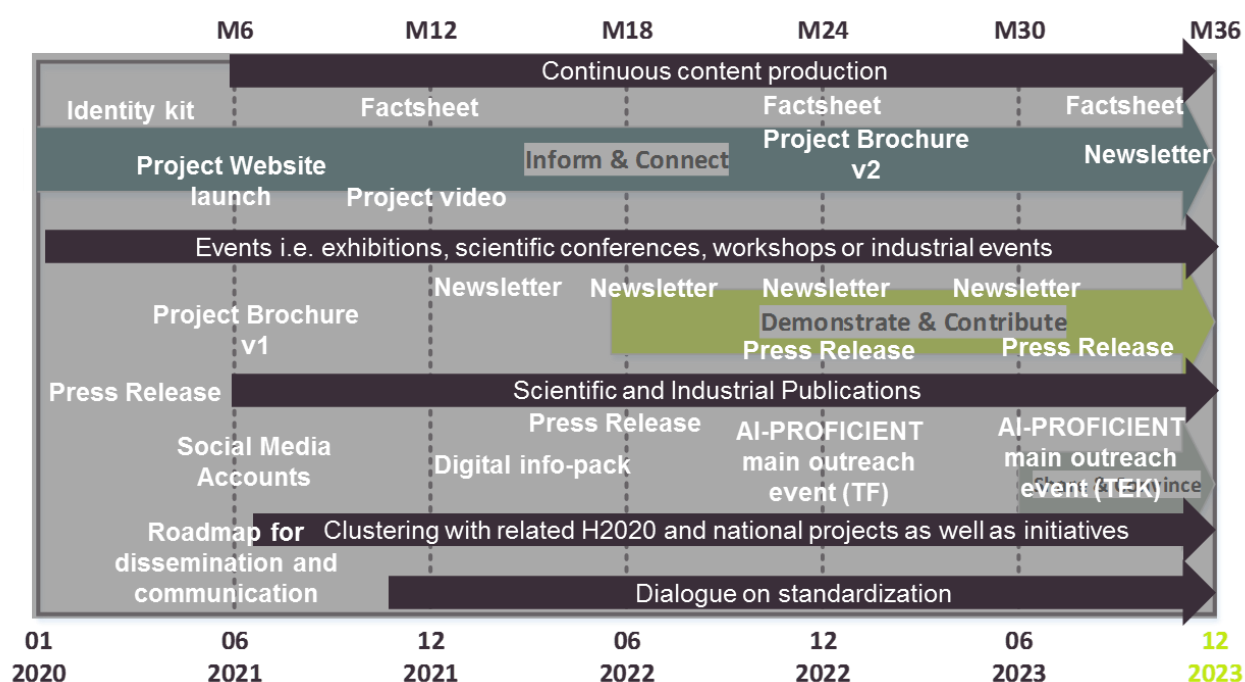 M6 M12 M18 M24 M30 M36
Continuous content production
Identity kit
Factsheet
Factsheet
Factsheet
Project Website
launch
Project video
Inform & Connect
Project Brochure
v2
Newsletter
Events i.e. exhibitions, scientific conferences, workshops or industrial events
Newsletter
Newsletter
Newsletter
Newsletter
Project Brochure
v1
Demonstrate & Contribute
Press Release
Press Release
Press Release
Scientific and Industrial Publications
Press Release
Social Media
Accounts
Digital info-pack
AI-PROFICIENT
main outreach
event (TF)
AI-PROFICIENT
main outreach
event (TEK)
Roadmap for
dissemination and
communication
Clustering with related H2020 and national projects as well as initiatives
Dialogue on standardization
01 06 12 06 12 06 12
2020 2021 2021 2022 2022 2023 2023